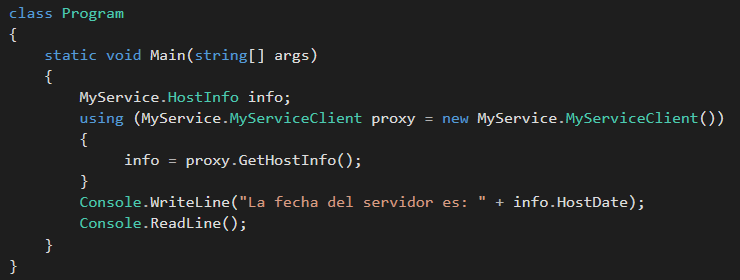 class Program
{
    static void Main(string[] args)
    {
        MyService.HostInfo info;
        using (MyService.MyServiceClient proxy = new MyService.MyServiceClient())
        {
             info = proxy.GetHostInfo();
        }
        Console.WriteLine("La fecha del servidor es: " + info.HostDate);
        Console.ReadLine();
    }
}